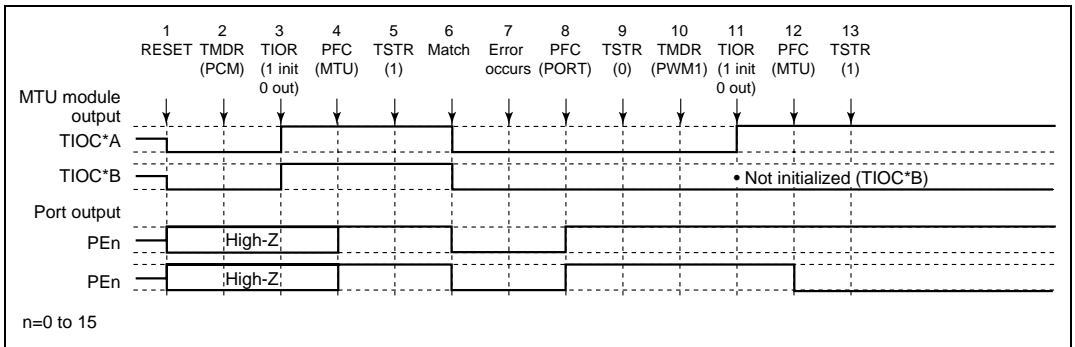 1 2 3 4 5 6 7 8 9 10 11 12 13
RESET TMDR TIOR PFC TSTR Match Error PFC TSTR TMDR TIOR PFC TSTR
(PCM) (1 init (MTU) (1) occurs (PORT) (0) (PWM1) (1 init (MTU) (1)
0 out) 0 out)
MTU module
output
TIOC*A
TIOC*B
• Not initialized (TIOC*B)
Port output
PEn
High-Z
PEn
High-Z
n=0 to 15